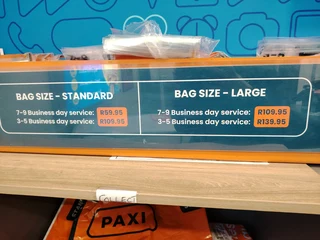 BAG SIZE - STANDARD
7-9 Business day service: R59.95
3-5 Business day service: R109.95
BAG SIZE - LARGE
7-9 Business day service: R109.95
3-5 Business day service: R139.95
COLLECT
PAXI